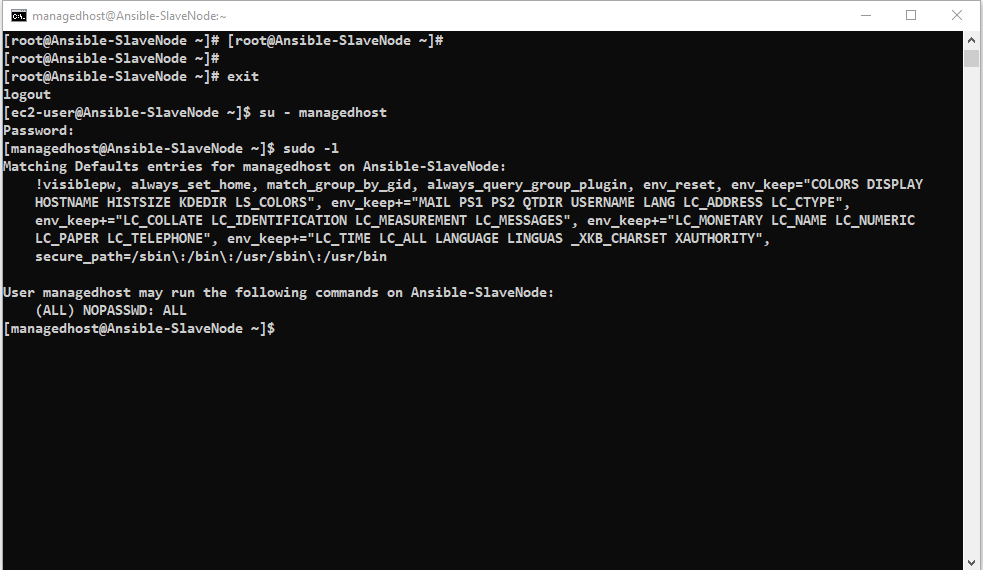 managedhost@Ansible-SlaveNode:~
[root@Ansible-SlaveNode ~]# [root@Ansible-SlaveNode ~]#
[root@Ansible-SlaveNode ~]#
[root@Ansible-SlaveNode ~]# exit
logout
[ec2-user@Ansible-SlaveNode ~]$ su - managedhost
Password:
[managedhost@Ansible-SlaveNode ~]$ sudo -l
Matching Defaults entries for managedhost on Ansible-SlaveNode:
    !visiblepw, always_set_home, match_group_by_gid, always_query_group_plugin, env_reset, env_keep="COLORS DISPLAY
    HOSTNAME HISTSIZE KDEDIR LS_COLORS", env_keep+="MAIL PS1 PS2 QTDIR USERNAME LANG LC_ADDRESS LC_CTYPE",
    env_keep+="LC_COLLATE LC_IDENTIFICATION LC_MEASUREMENT LC_MESSAGES", env_keep+="LC_MONETARY LC_NAME LC_NUMERIC
    LC_PAPER LC_TELEPHONE", env_keep+="LC_TIME LC_ALL LANGUAGE LINGUAS _XKB_CHARSET XAUTHORITY",
    secure_path=/sbin\:/bin\:/usr/sbin\:/usr/bin

User managedhost may run the following commands on Ansible-SlaveNode:
    (ALL) NOPASSWD: ALL
[managedhost@Ansible-SlaveNode ~]$